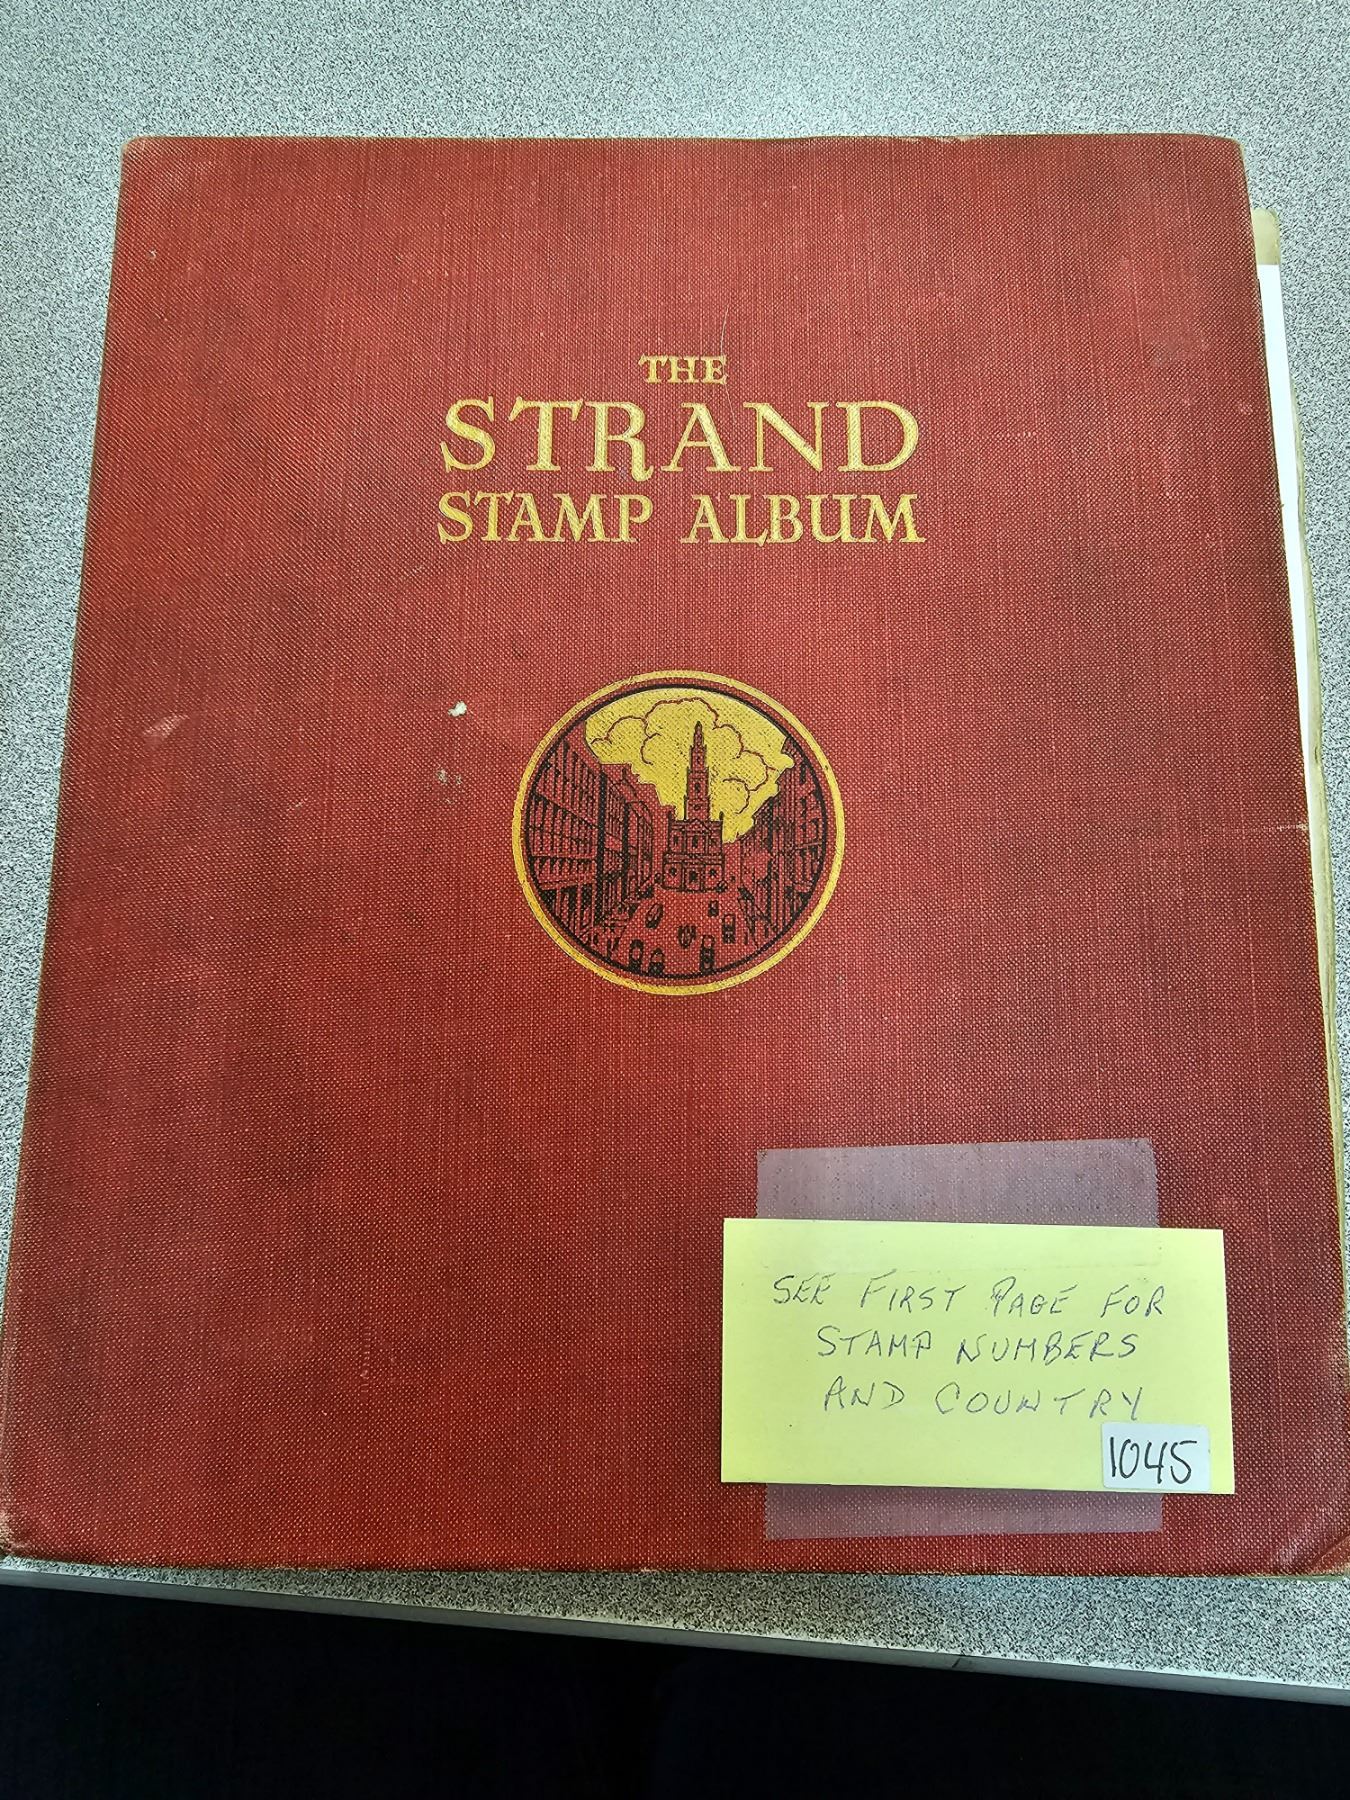 THE
STRAND
STAMP ALBUM
SEE FIRST PAGE FOR
STAMP NUMBERS
AND COUNTRY
1045